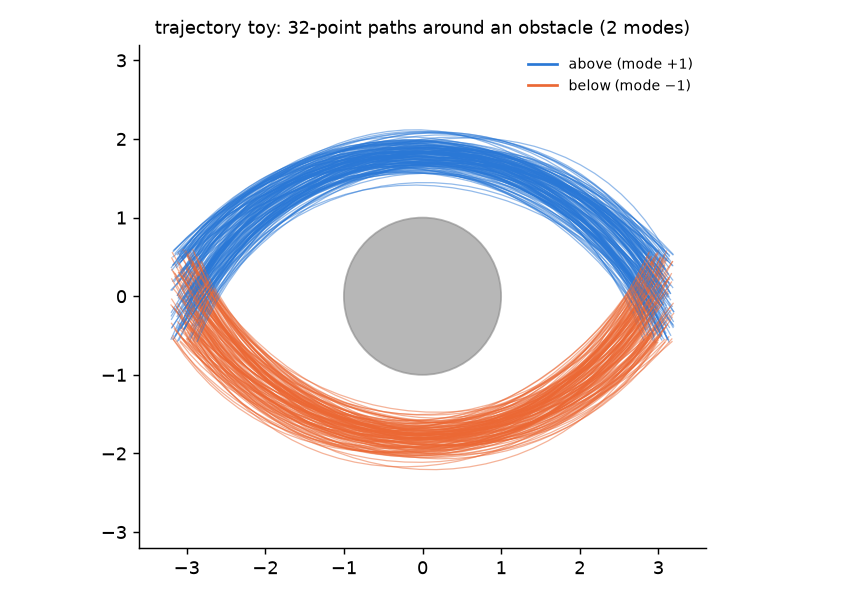 trajectory toy: 32-point paths around an obstacle (2 modes)
above (mode +1)
below (mode −1)
3
2
1
0
−1
−2
−3
−3 −2 −1 0 1 2 3